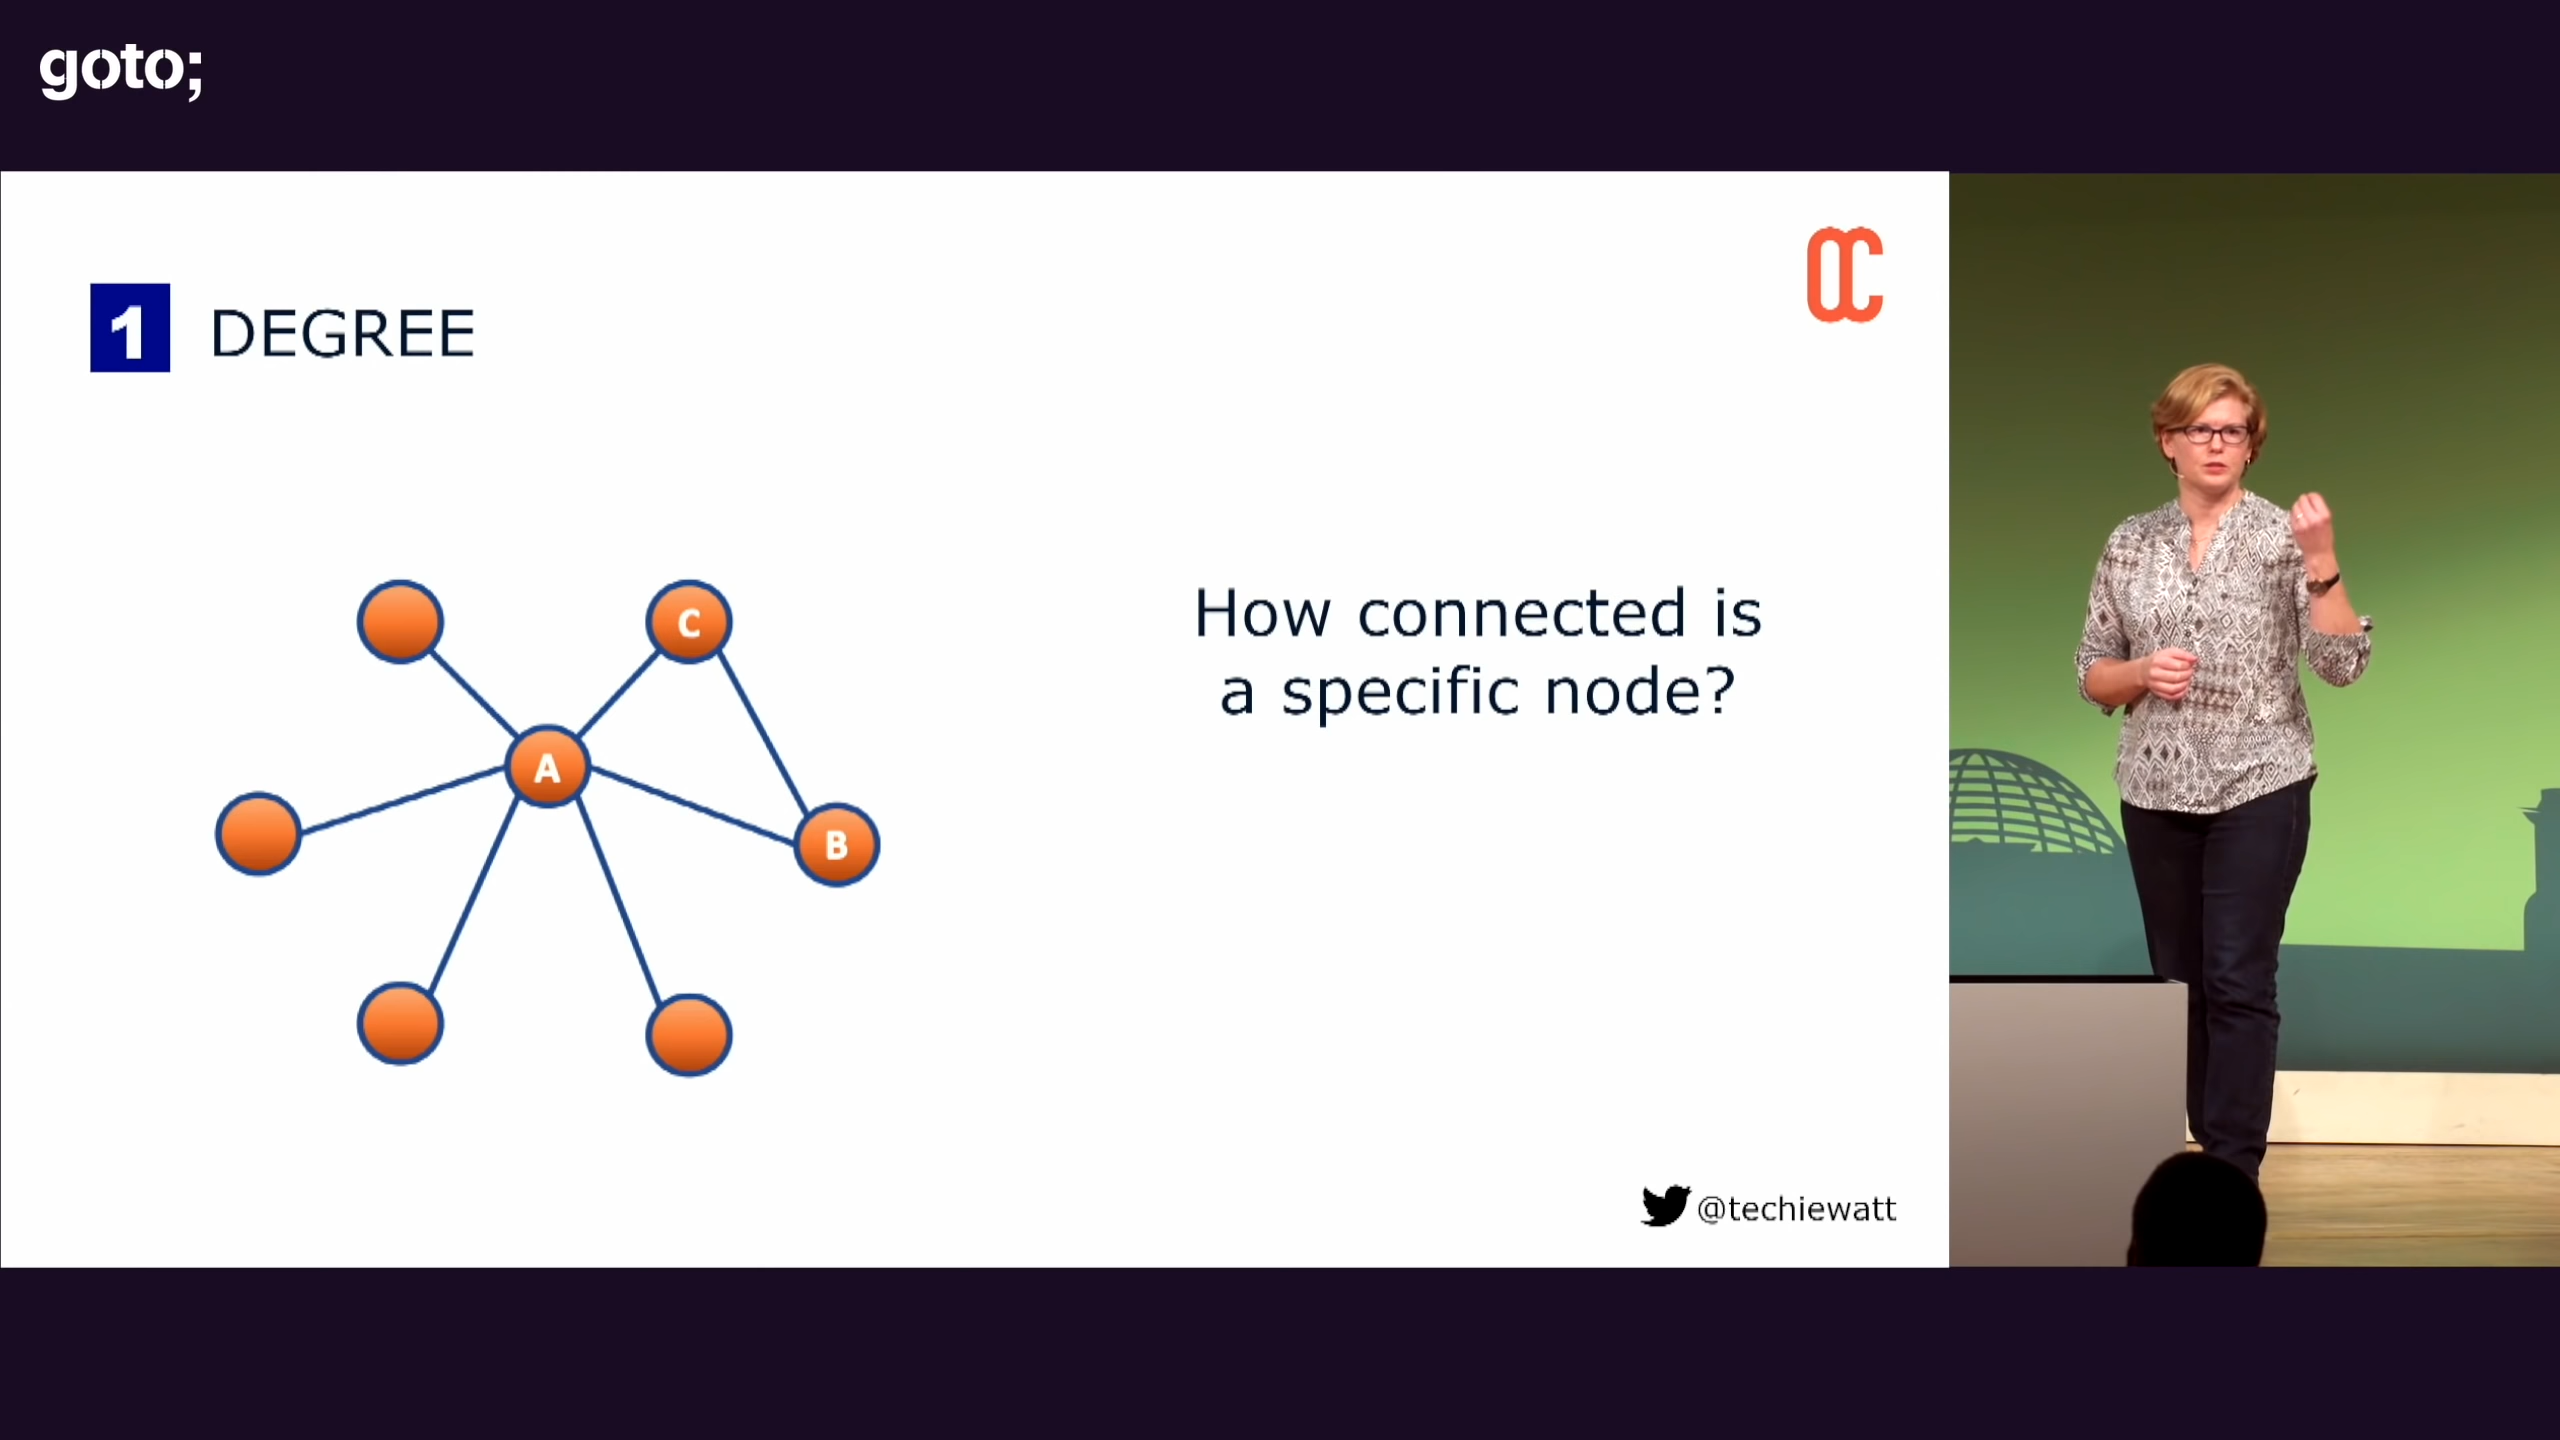 goto;
1 DEGREE
C
A
B
How connected is
a specific node?
@techiewatt